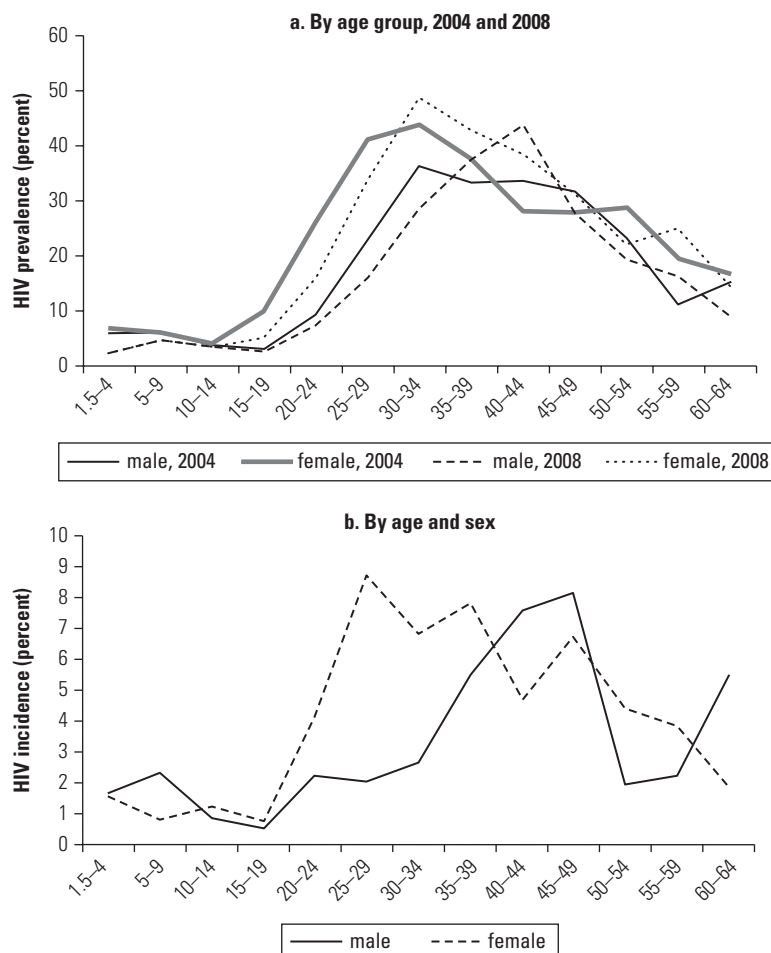 a. By age group, 2004 and 2008
HIV prevalence (percent)
60
50
40
30
20
10
0
1.5–4 5–9 10–14 15–19 20–24 25–29 30–34 35–39 40–44 45–49 50–54 55–59 60–64
male, 2004 female, 2004 male, 2008 female, 2008
b. By age and sex
HIV incidence (percent)
10
9
8
7
6
5
4
3
2
1
0
1.5–4 5–9 10–14 15–19 20–24 25–29 30–34 35–39 40–44 45–49 50–54 55–59 60–64
male female